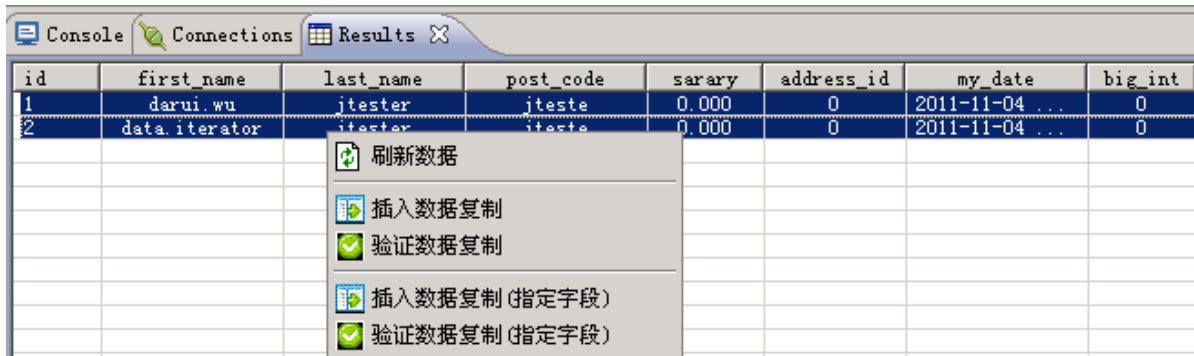 Console Connections Results
id first_name last_name post_code sarary address_id my_date big_int
1 darui.wu jtester jteste 0.000 0 2011-11-04 ... 0
2 data.iterator jtester jteste 0.000 0 2011-11-04 ... 0
刷新数据
插入数据复制
验证数据复制
插入数据复制(指定字段)
验证数据复制(指定字段)